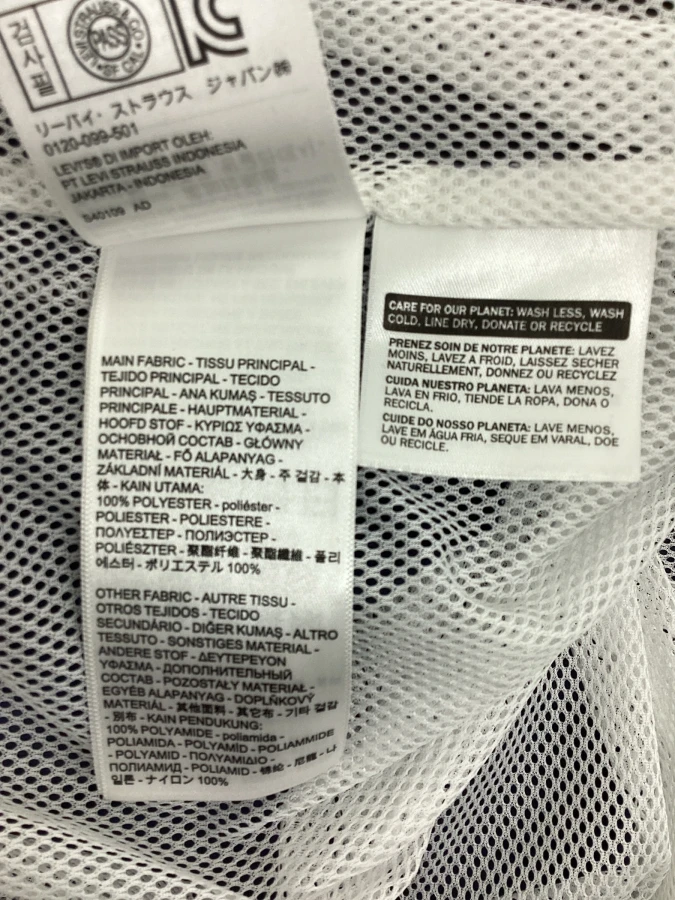 검사필
LEVI STRAUSS & CO.
PASS
リーバイ・ストラウス ジャパン㈱
0120-099-501
LEVI'S® DI IMPORT OLEH:
PT LEVI STRAUSS INDONESIA
JAKARTA - INDONESIA
S40109 AD
MAIN FABRIC - TISSU PRINCIPAL -
TEJIDO PRINCIPAL - TECIDO
PRINCIPAL - ANA KUMAŞ - TESSUTO
PRINCIPALE - HAUPTMATERIAL -
HOOFD STOF - ΚΥΡΙΩΣ ΥΦΑΣΜΑ -
ОСНОВНОЙ СОСТАВ - GŁÓWNY
MATERIAŁ - FŐ ALAPANYAG -
ZÁKLADNÍ MATERIÁL - 大身 - 주 겉감 - 本
体 - KAIN UTAMA:
100% POLYESTER - poliéster -
POLIESTER - POLIESTERE -
ΠΟΛΥΕΣΤΕΡ - ПОЛИЭСТЕР -
POLIÉSZTER - 聚酯纤维 - 聚酯纖維 - 폴리
에스터 - ポリエステル 100%
OTHER FABRIC - AUTRE TISSU -
OTROS TEJIDOS - TECIDO
SECUNDÁRIO - DIĞER KUMAŞ - ALTRO
TESSUTO - SONSTIGES MATERIAL -
ANDERE STOF - ΔΕΥΤΕΡΕΥΟΝ
ΥΦΑΣΜΑ - ДОПОЛНИТЕЛЬНЫЙ
СОСТАВ - POZOSTAŁY MATERIAŁ -
EGYÉB ALAPANYAG - DOPLŇKOVÝ
MATERIÁL - 其他面料 - 其它布 - 기타 겉감
- 別布 - KAIN PENDUKUNG:
100% POLYAMIDE - poliamida -
POLIAMIDA - POLYAMÍD - POLIAMMIDE
- POLYAMID - ΠΟΛΥΑΜΙΔΙΟ -
ПОЛИАМИД - POLIAMID - 锦纶 - 尼龍 - 나
일론 - ナイロン 100%
CARE FOR OUR PLANET: WASH LESS, WASH
COLD, LINE DRY, DONATE OR RECYCLE
PRENEZ SOIN DE NOTRE PLANETE: LAVEZ
MOINS, LAVEZ A FROID, LAISSEZ SECHER
NATURELLEMENT, DONNEZ OU RECYCLEZ
CUIDA NUESTRO PLANETA: LAVA MENOS,
LAVA EN FRIO, TIENDE LA ROPA, DONA O
RECICLA.
CUIDE DO NOSSO PLANETA: LAVE MENOS,
LAVE EM ÁGUA FRIA, SEQUE EM VARAL, DOE
OU RECICLE.